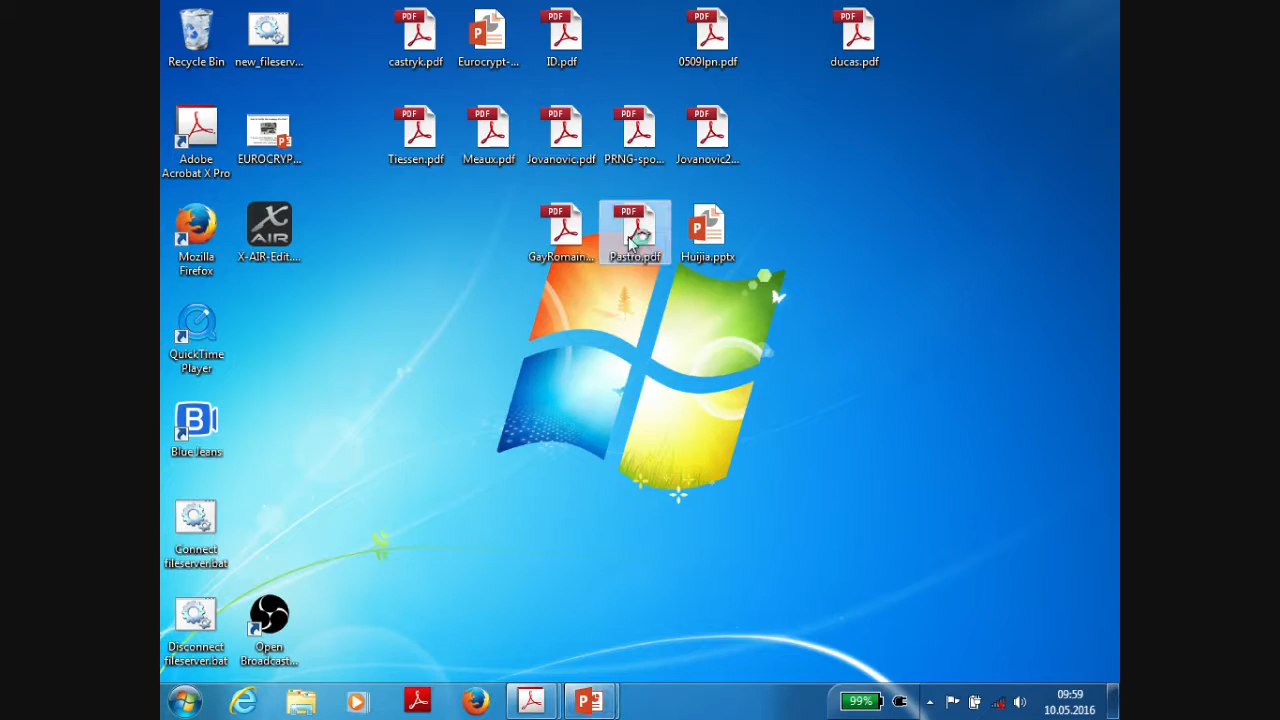 Recycle Bin
new_fileserv...
castryk.pdf
Eurocrypt-...
ID.pdf
0509lpn.pdf
ducas.pdf
Adobe
Acrobat X Pro
EUROCRYP...
Tiessen.pdf
Meaux.pdf
Jovanovic.pdf
PRNG-spo...
Jovanovic2...
Mozilla
Firefox
X-AIR-Edit....
GayRomain...
Pastro.pdf
Huijia.pptx
QuickTime
Player
Blue Jeans
Connect
fileserver.bat
Disconnect
fileserver.bat
Open
Broadcast...
99%
09:59
10.05.2016